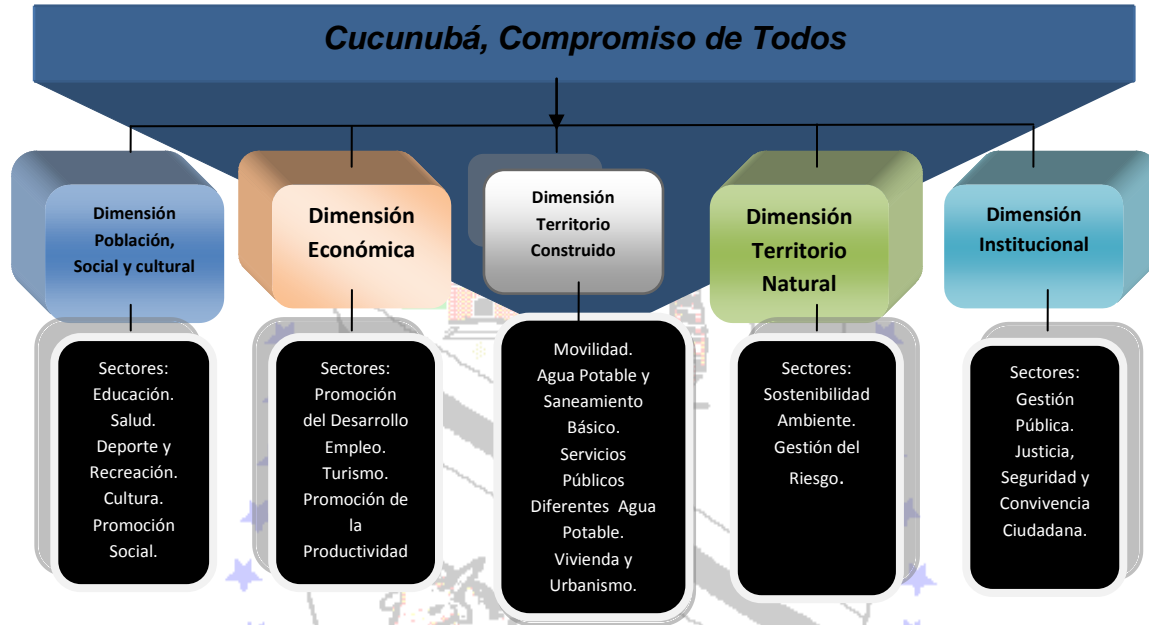 Cucunubá, Compromiso de Todos
Dimensión
Población,
Social y cultural
Dimensión
Económica
Dimensión
Territorio
Construido
Dimensión
Territorio
Natural
Dimensión
Institucional
Sectores:
Educación.
Salud.
Deporte y
Recreación.
Cultura.
Promoción
Social.
Sectores:
Promoción
del Desarrollo
Empleo.
Turismo.
Promoción de
la
Productividad
Movilidad.
Agua Potable y
Saneamiento
Básico.
Servicios
Públicos
Diferentes Agua
Potable.
Vivienda y
Urbanismo.
Sectores:
Sostenibilidad
Ambiente.
Gestión del
Riesgo.
Sectores:
Gestión
Pública.
Justicia,
Seguridad y
Convivencia
Ciudadana.